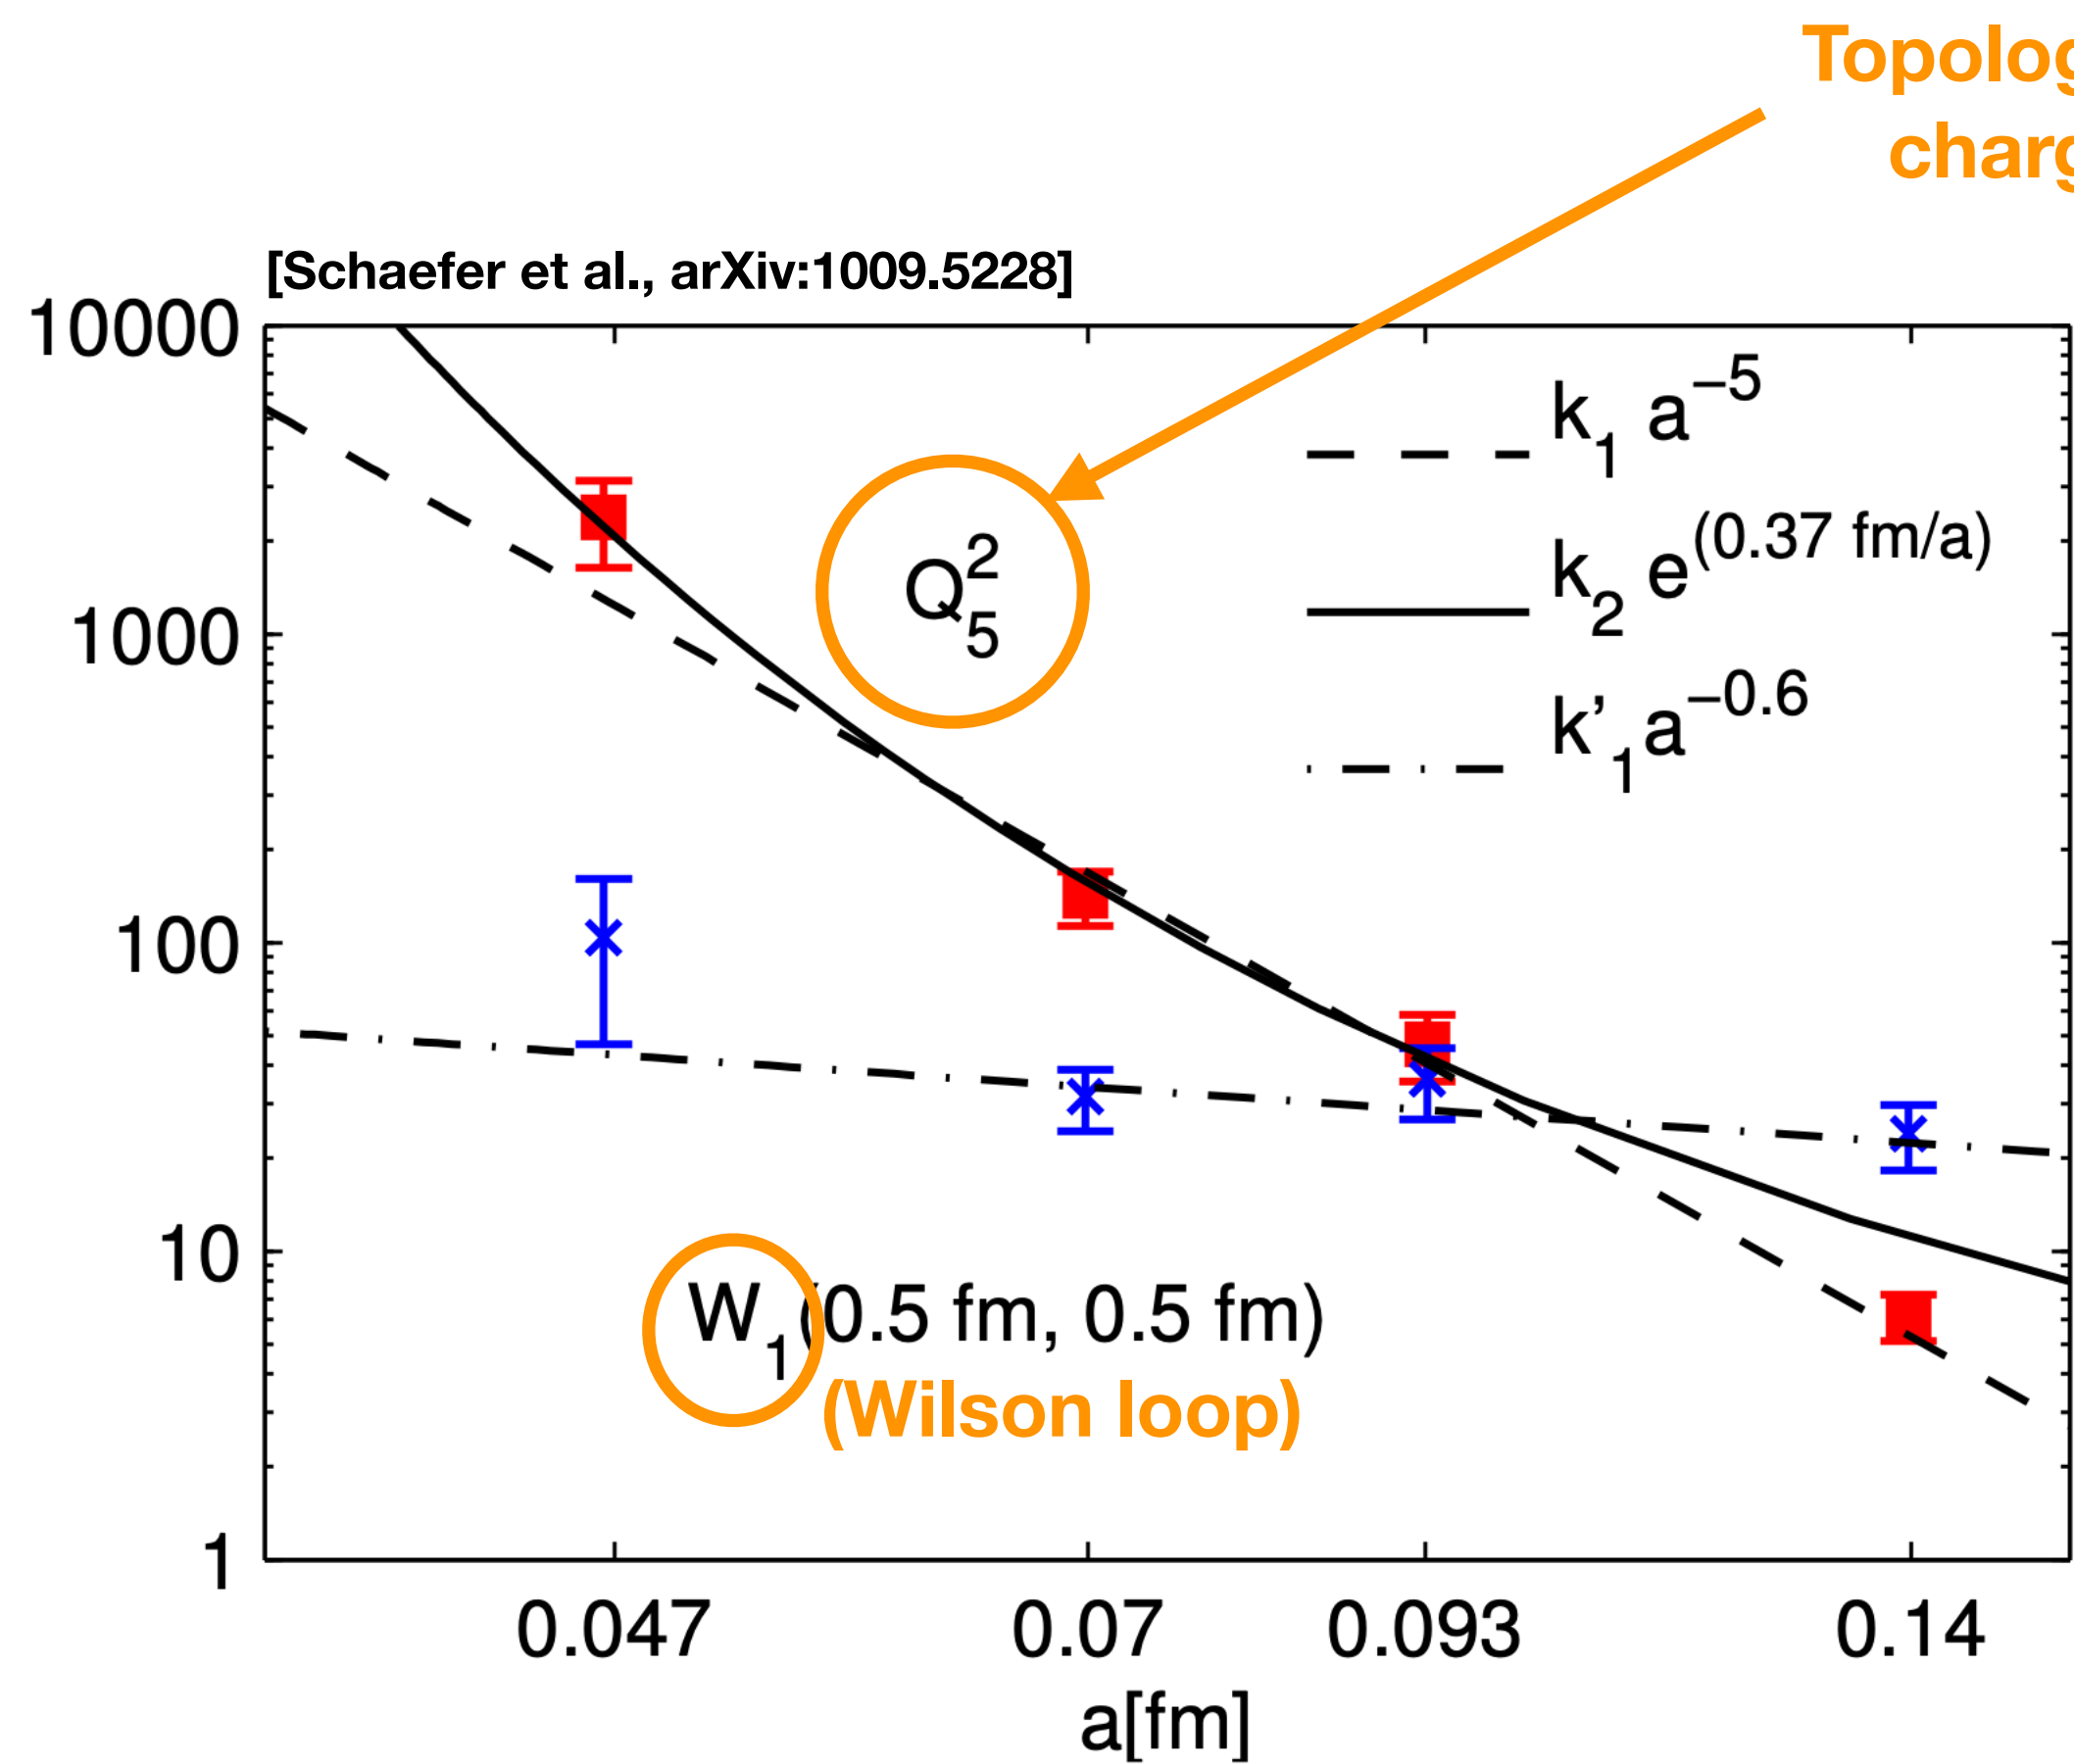 [Schaefer et al., arXiv:1009.5228]
10000
1000
100
10
1
k₁ a⁻⁵
k₂ e^(0.37 fm/a)
k'₁a^−0.6
Q₅²
W₁(0.5 fm, 0.5 fm)
(Wilson loop)
0.047 0.07 0.093 0.14
a[fm]